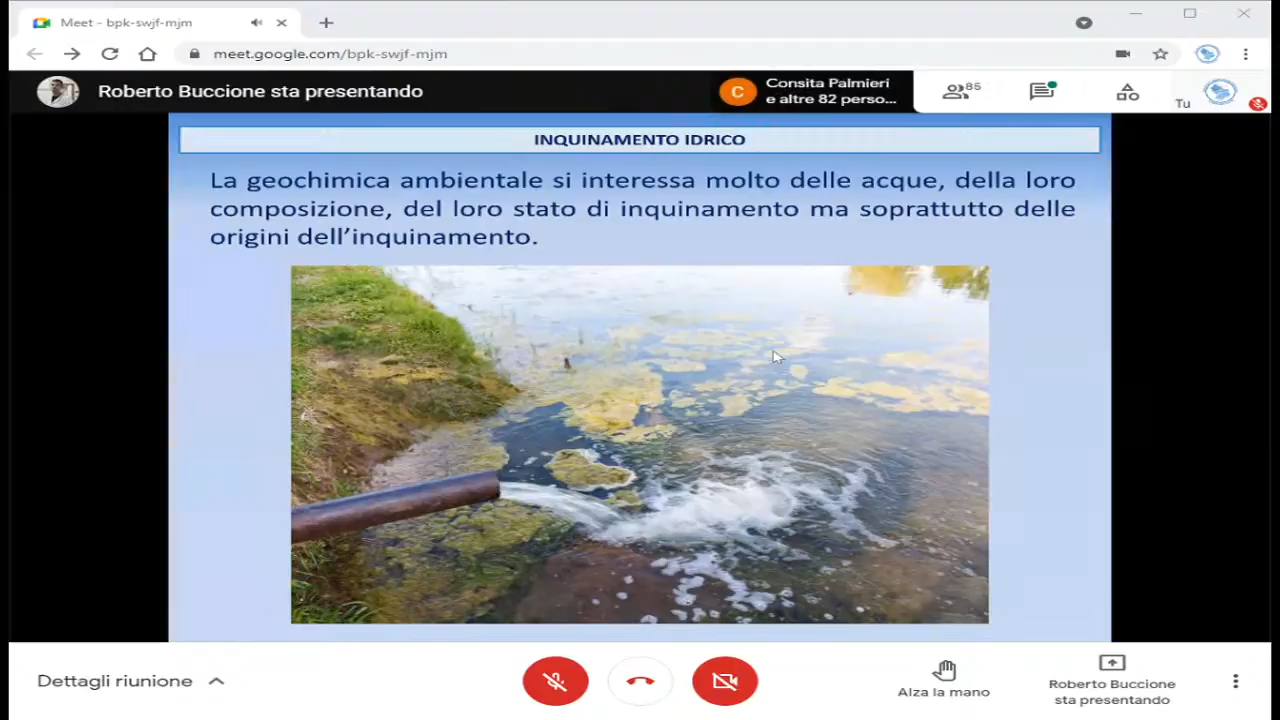 Meet - bpk-swjf-mjm
meet.google.com/bpk-swjf-mjm
Roberto Buccione sta presentando
C
Consita Palmieri
e altre 82 perso...
85
Tu
INQUINAMENTO IDRICO
La geochimica ambientale si interessa molto delle acque, della loro
composizione, del loro stato di inquinamento ma soprattutto delle
origini dell’inquinamento.
Dettagli riunione
Alza la mano
Roberto Buccione
sta presentando